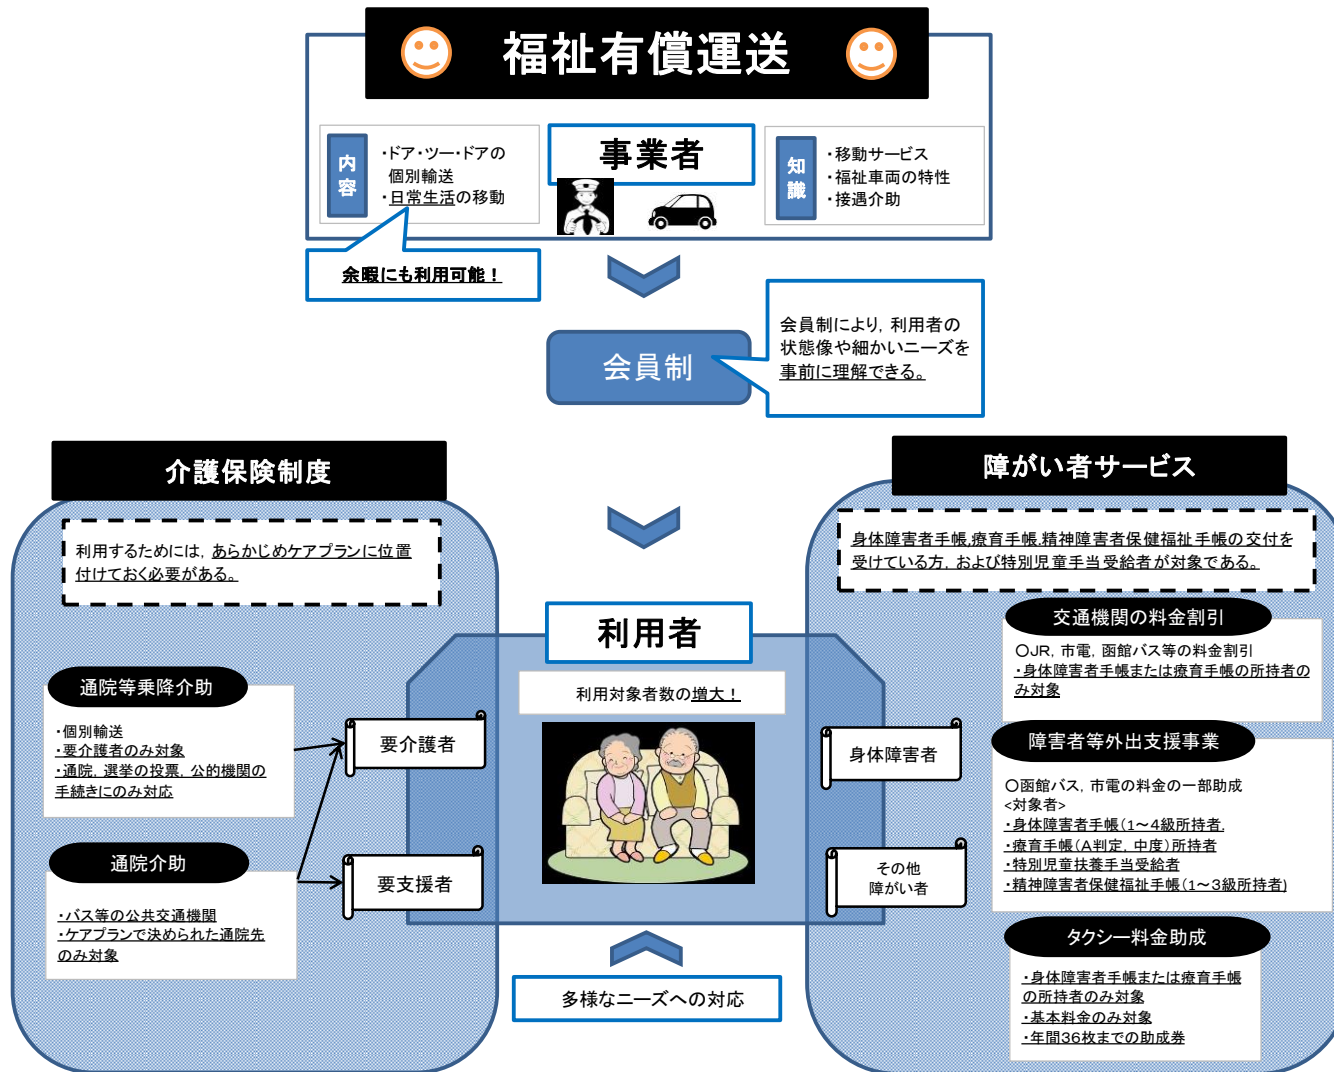 福祉有償運送
内容
・ドア・ツー・ドアの
個別輸送
・日常生活の移動
事業者
知識
・移動サービス
・福祉車両の特性
・接遇介助
余暇にも利用可能！
会員制
会員制により, 利用者の
状態像や細かいニーズを
事前に理解できる。
介護保険制度
利用するためには, あらかじめケアプランに位置
付けておく必要がある。
通院等乗降介助
・個別輸送
・要介護者のみ対象
・通院, 選挙の投票, 公的機関の
手続きにのみ対応
通院介助
・バス等の公共交通機関
・ケアプランで決められた通院先
のみ対象
要介護者
要支援者
利用者
利用対象者数の増大！
多様なニーズへの対応
身体障害者
その他
障がい者
障がい者サービス
身体障害者手帳,療育手帳,精神障害者保健福祉手帳の交付を
受けている方, および特別児童手当受給者が対象である。
交通機関の料金割引
〇JR, 市電, 函館バス等の料金割引
・身体障害者手帳または療育手帳の所持者の
み対象
障害者等外出支援事業
〇函館バス, 市電の料金の一部助成
<対象者>
・身体障害者手帳(1～4級所持者,
・療育手帳(A判定, 中度)所持者
・特別児童扶養手当受給者
・精神障害者保健福祉手帳(1～3級所持者)
タクシー料金助成
・身体障害者手帳または療育手帳
の所持者のみ対象
・基本料金のみ対象
・年間36枚までの助成券